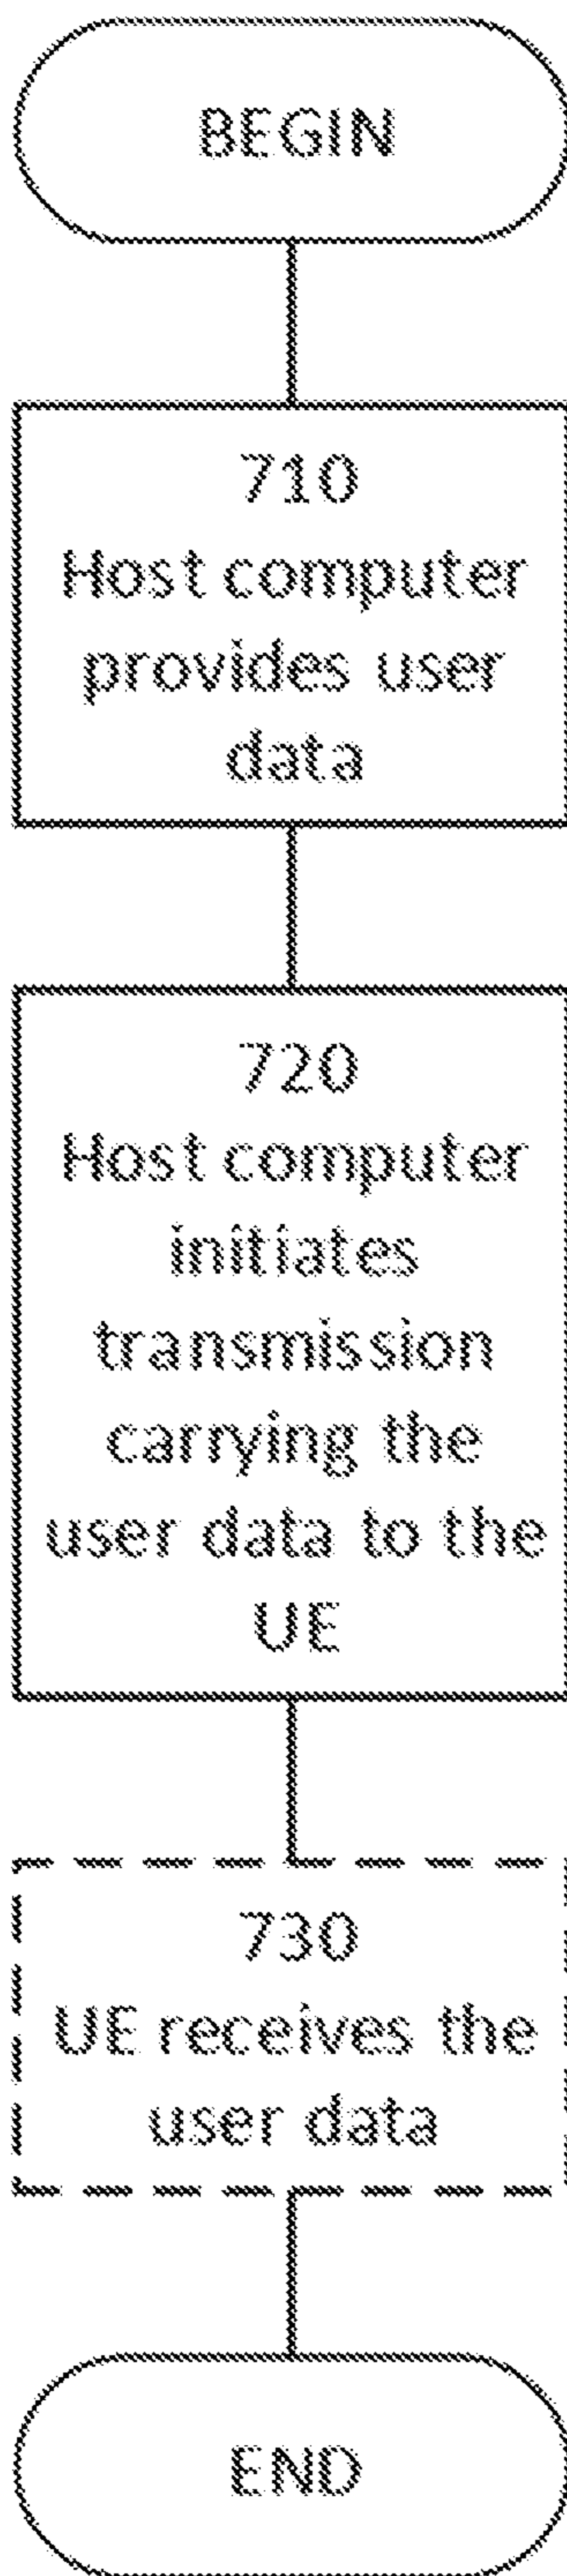 BEGIN
710
Host computer
provides user
data
720
Host computer
initiates
transmission
carrying the
user data to the
UE
730
UE receives the
user data
END